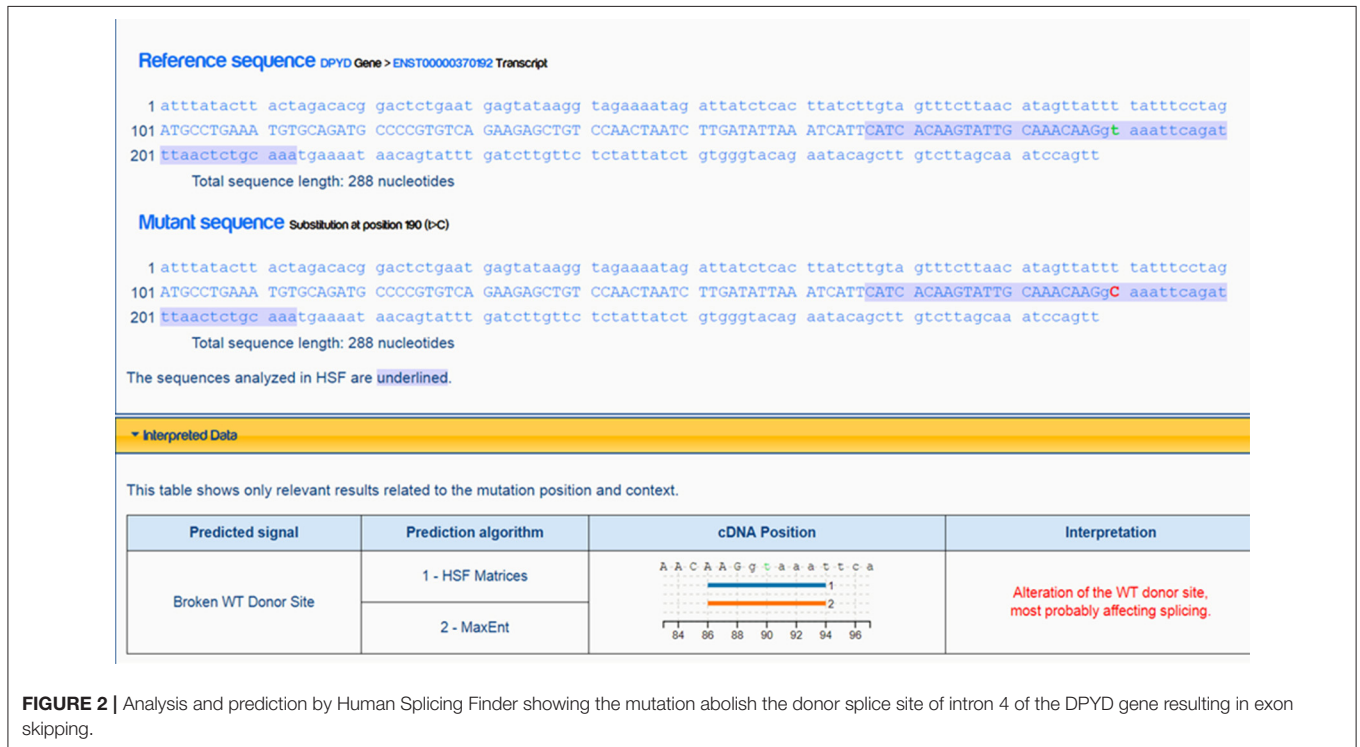 Reference sequence DPYD Gene > ENST00000370192 Transcript
1 atttatactt actagacacg gactctgaat gagtataagg tagaaaatag attatctcac ttatcttgta gtttcttaac atagttattt tatttcctag
101 ATGCCTGAAA TGTGCAGATG CCCCGTGTCA GAAGAGCTGT CCAACTAATC TTGATATTAA ATCATTCATC ACAAGTATTG CAAACAAGgt aaattcagat
201 ttaactctgc aaatgaaaat aacagtattt gatcttgttc tctattatct gtgggtacag aatacagctt gtcttagcaa atccagtt
Total sequence length: 288 nucleotides
Mutant sequence Substitution at position 190 (t>C)
1 atttatactt actagacacg gactctgaat gagtataagg tagaaaatag attatctcac ttatcttgta gtttcttaac atagttattt tatttcctag
101 ATGCCTGAAA TGTGCAGATG CCCCGTGTCA GAAGAGCTGT CCAACTAATC TTGATATTAA ATCATTCATC ACAAGTATTG CAAACAAGgC aaattcagat
201 ttaactctgc aaatgaaaat aacagtattt gatcttgttc tctattatct gtgggtacag aatacagctt gtcttagcaa atccagtt
Total sequence length: 288 nucleotides
The sequences analyzed in HSF are underlined.
Interpreted Data
This table shows only relevant results related to the mutation position and context.
Predicted signal Prediction algorithm cDNA Position Interpretation
Broken WT Donor Site
1 - HSF Matrices
2 - MaxEnt
A A C A A G g t a a a t t c a
1
2
84 86 88 90 92 94 96
Alteration of the WT donor site,
most probably affecting splicing.
FIGURE 2 | Analysis and prediction by Human Splicing Finder showing the mutation abolish the donor splice site of intron 4 of the DPYD gene resulting in exon
skipping.